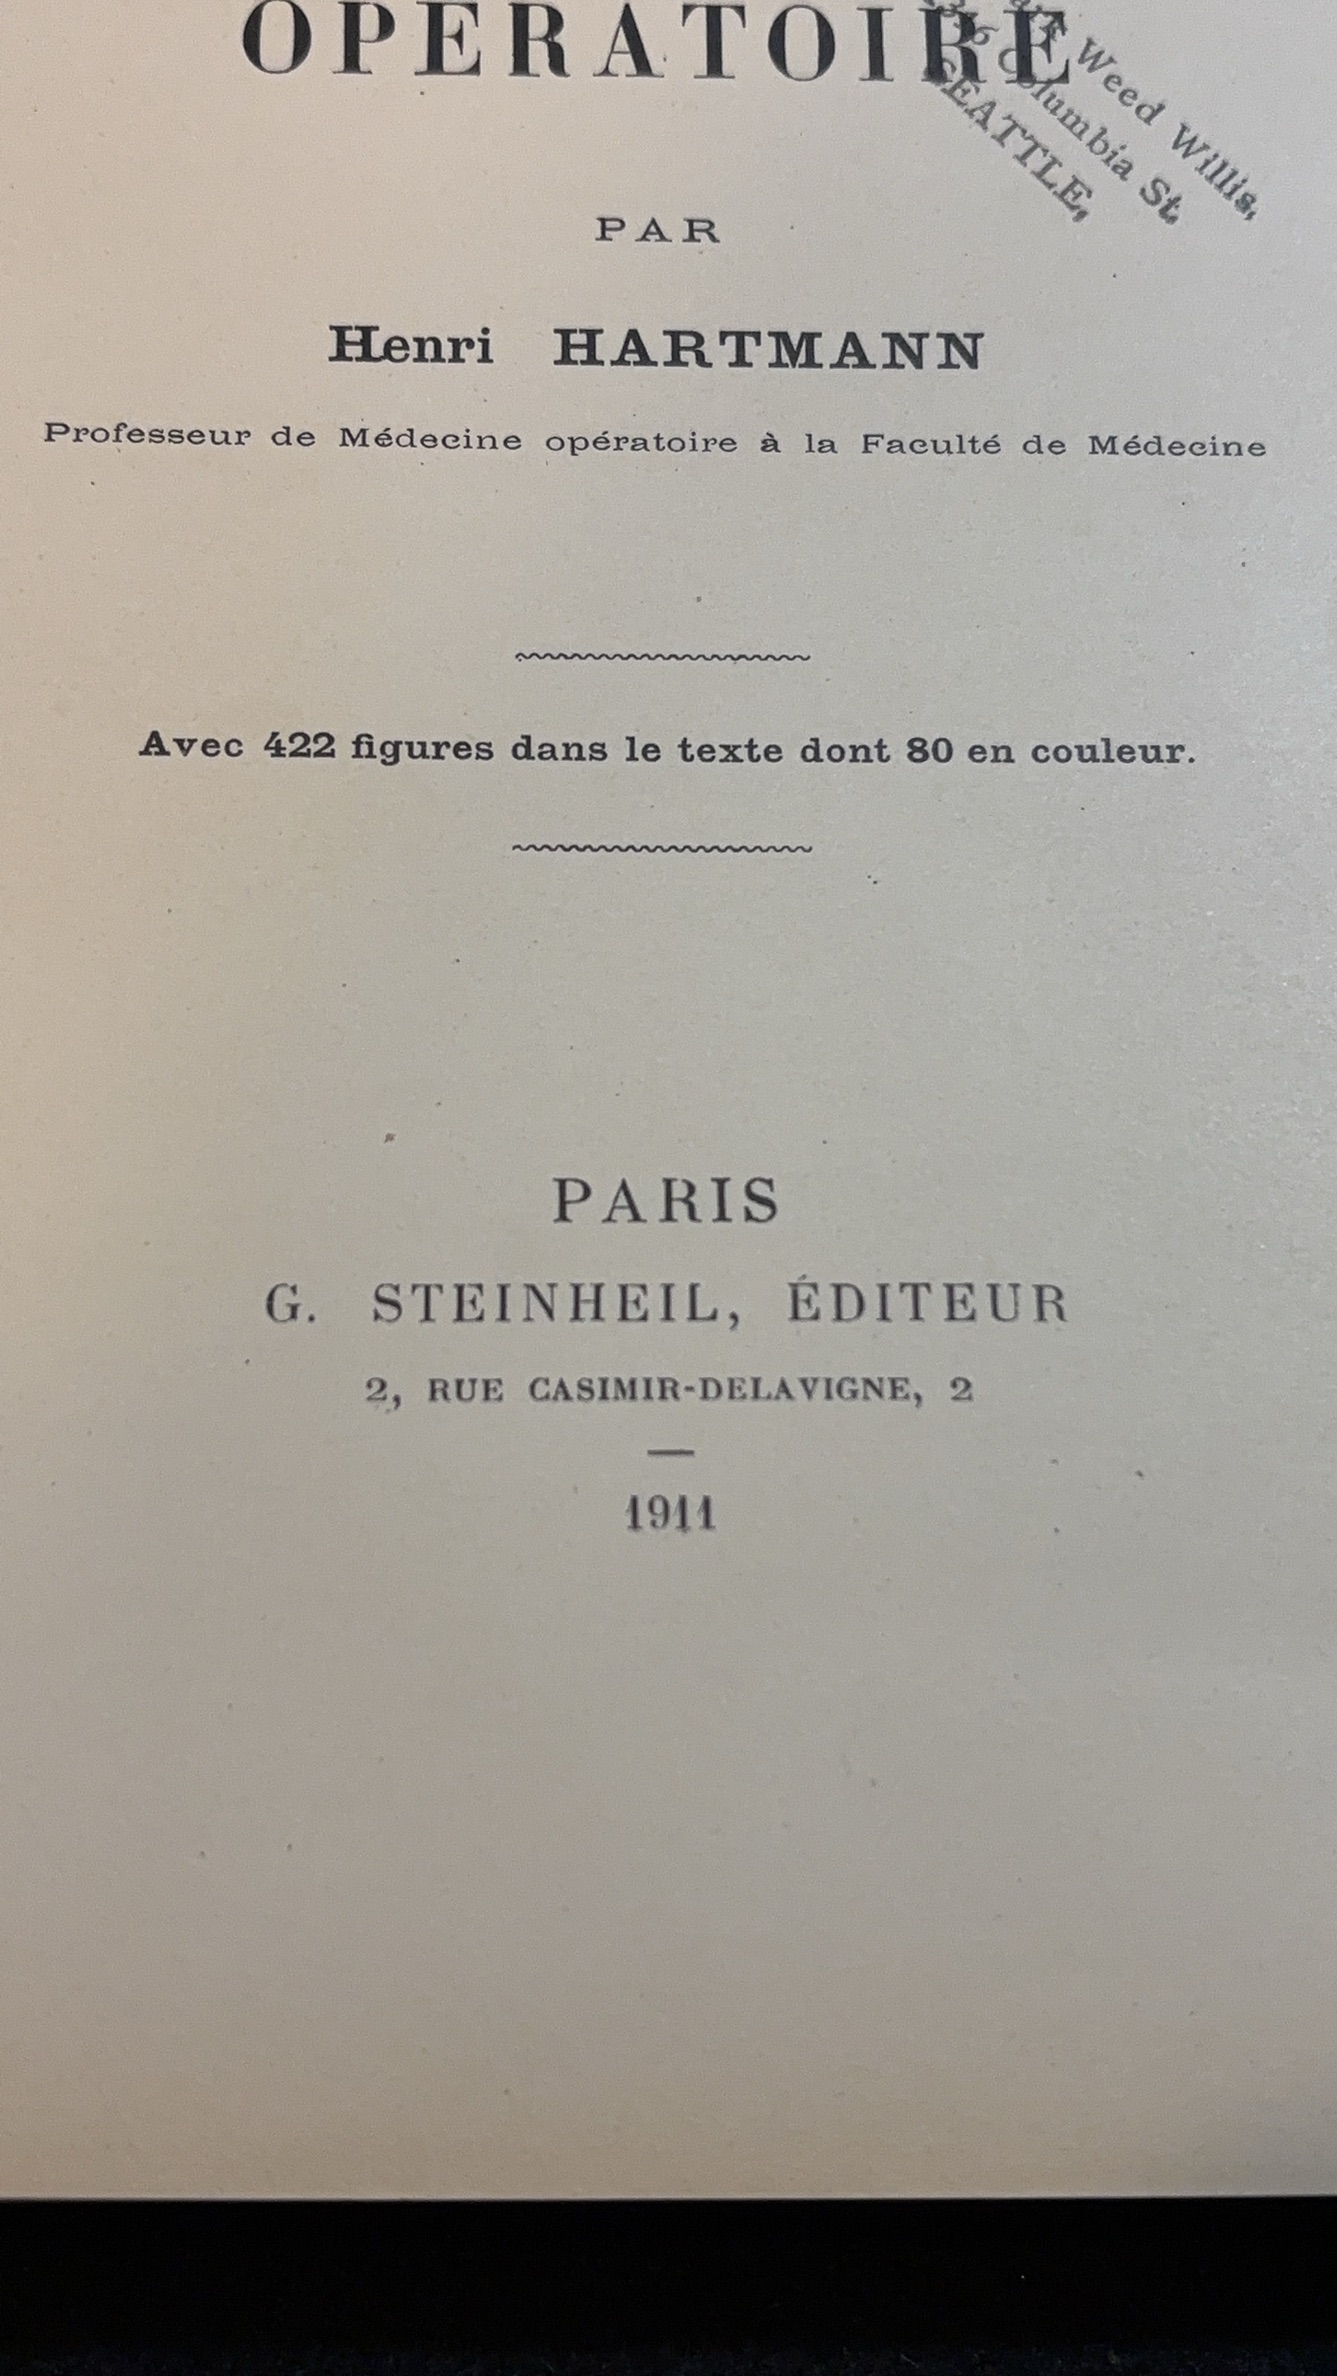 OPERATOIRE
Weed Willis,
Columbia St,
SEATTLE,
PAR
Henri HARTMANN
Professeur de Médecine opératoire à la Faculté de Médecine
Avec 422 figures dans le texte dont 80 en couleur.
PARIS
G. STEINHEIL, ÉDITEUR
2, RUE CASIMIR-DELAVIGNE, 2
1911